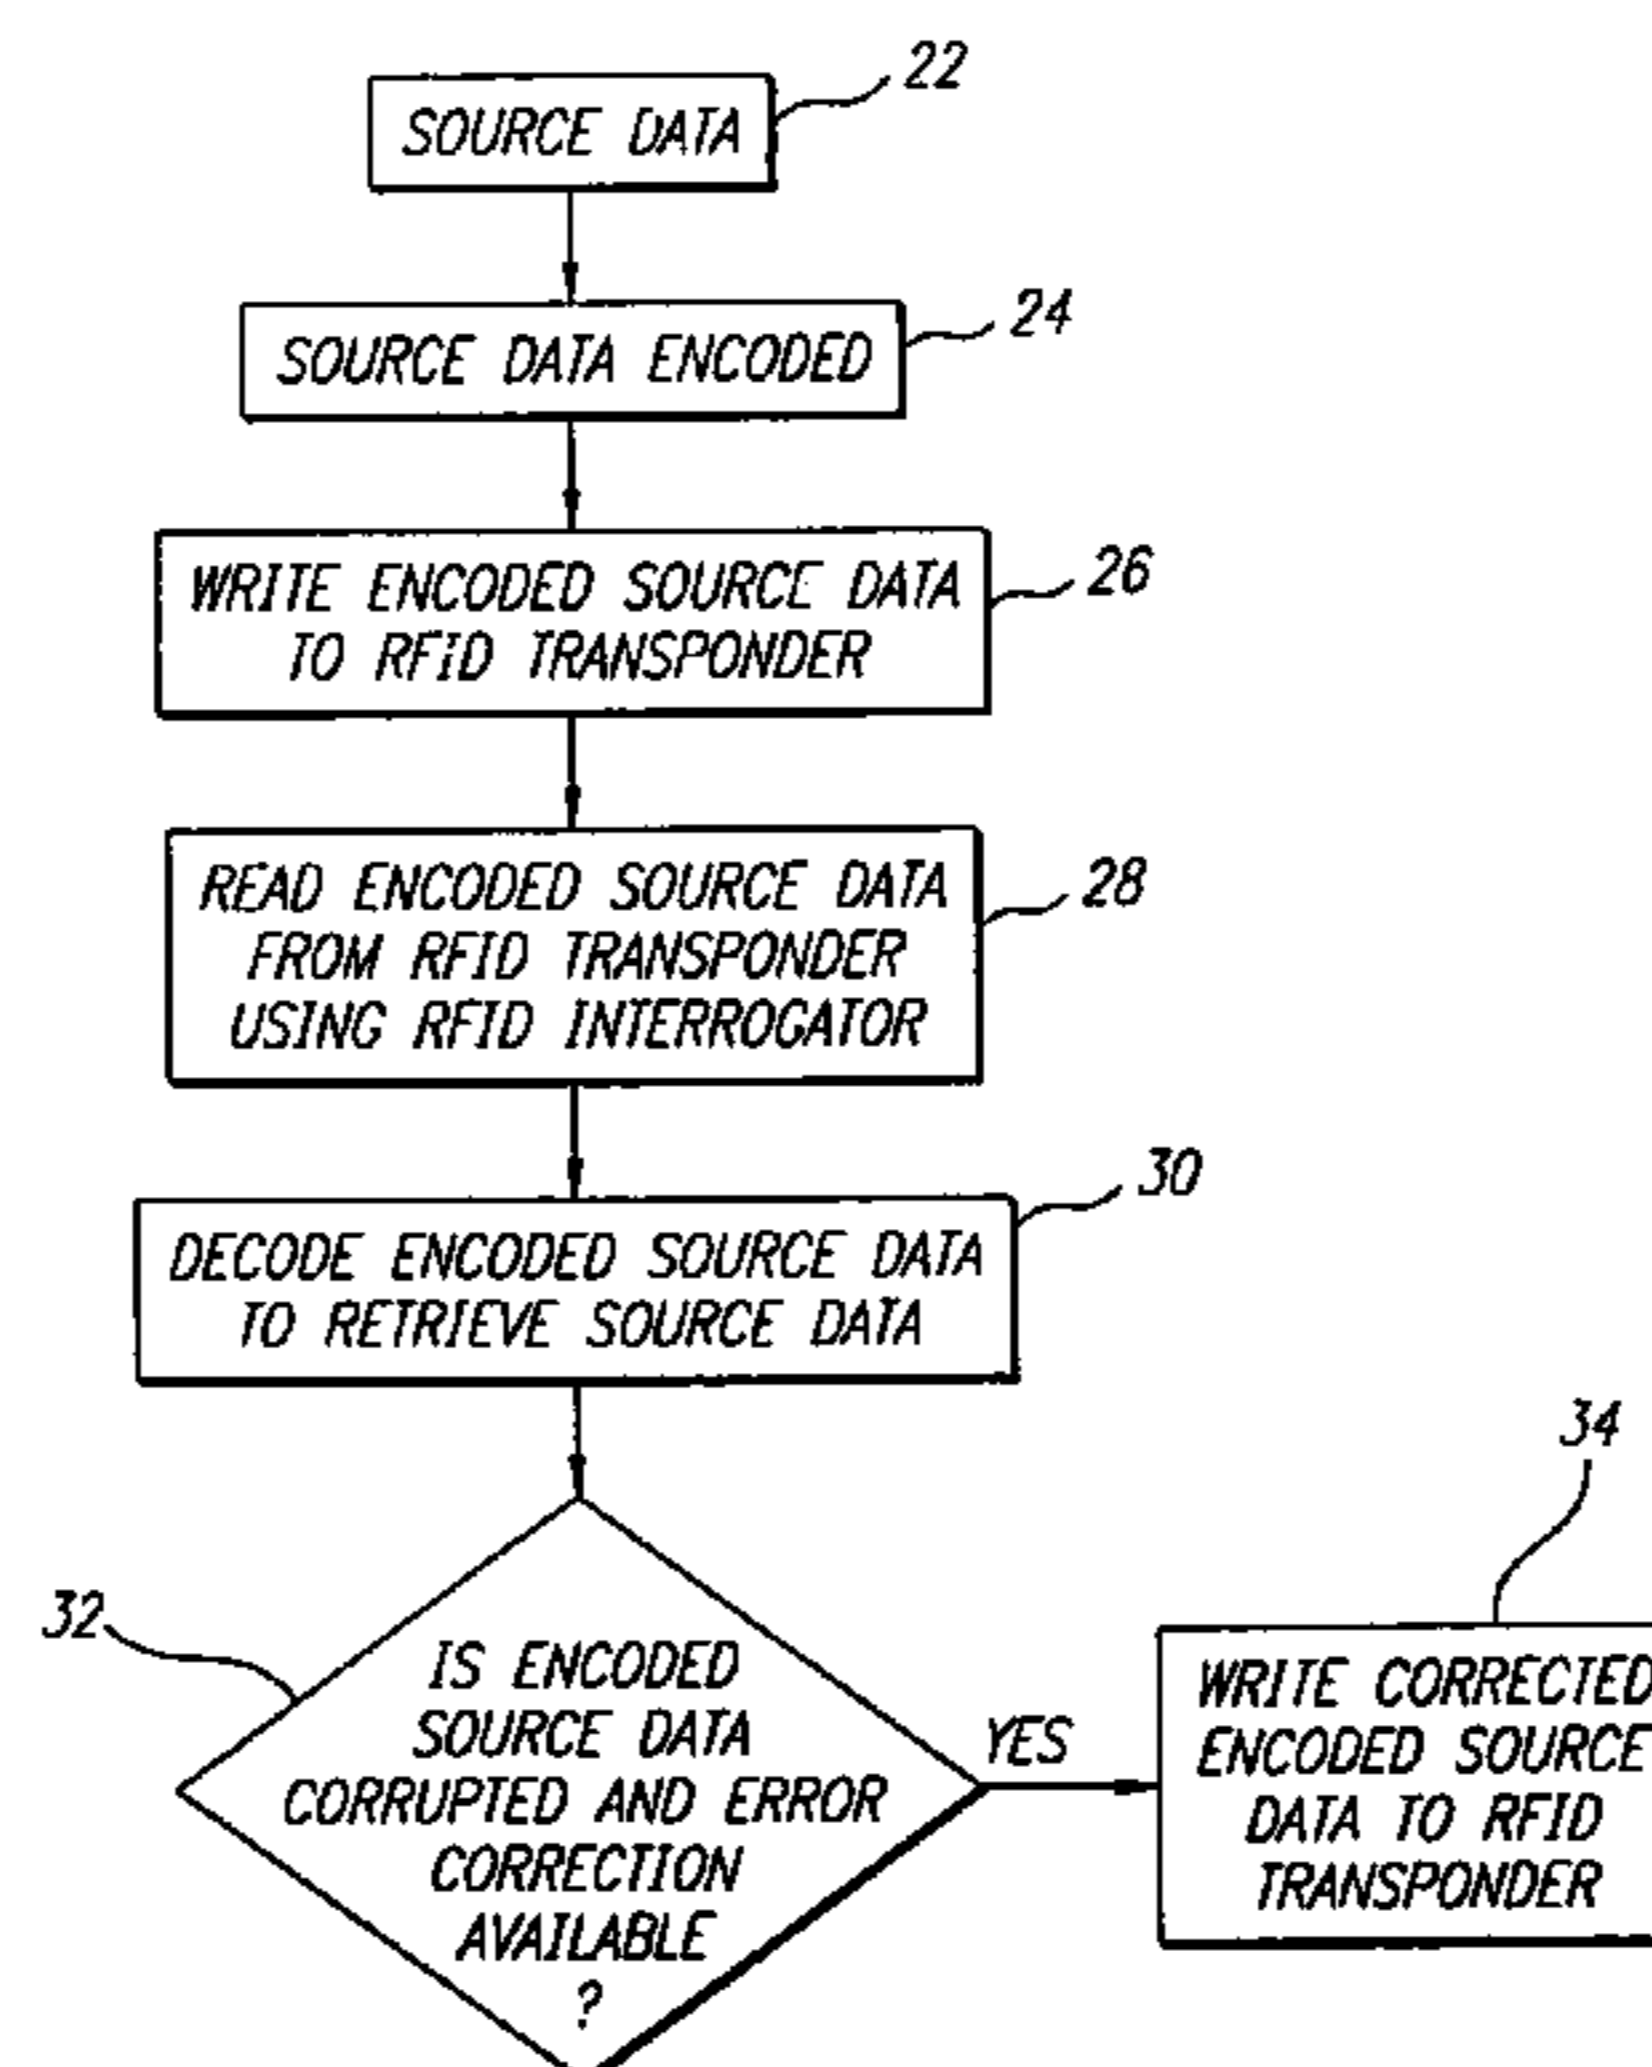 22
SOURCE DATA
24
SOURCE DATA ENCODED
26
WRITE ENCODED SOURCE DATA
TO RFID TRANSPONDER
28
READ ENCODED SOURCE DATA
FROM RFID TRANSPONDER
USING RFID INTERROGATOR
30
DECODE ENCODED SOURCE DATA
TO RETRIEVE SOURCE DATA
32
IS ENCODED
SOURCE DATA
CORRUPTED AND ERROR
CORRECTION
AVAILABLE
?
YES
34
WRITE CORRECTED
ENCODED SOURCE
DATA TO RFID
TRANSPONDER